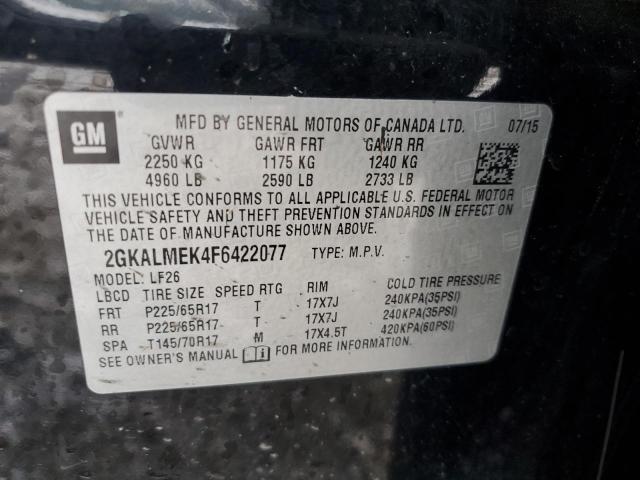 GM
MFD BY GENERAL MOTORS OF CANADA LTD. 07/15
GVWR GAWR FRT GAWR RR
2250 KG 1175 KG 1240 KG
4960 LB 2590 LB 2733 LB
THIS VEHICLE CONFORMS TO ALL APPLICABLE U.S. FEDERAL MOTOR
VEHICLE SAFETY AND THEFT PREVENTION STANDARDS IN EFFECT ON
THE DATE OF MANUFACTURE SHOWN ABOVE.
2GKALMEK4F6422077 TYPE: M.P.V.
MODEL: LF26
LBCD TIRE SIZE SPEED RTG RIM COLD TIRE PRESSURE
FRT P225/65R17 T 17X7J 240KPA(35PSI)
RR P225/65R17 T 17X7J 240KPA(35PSI)
SPA T145/70R17 M 17X4.5T 420KPA(60PSI)
SEE OWNER'S MANUAL FOR MORE INFORMATION.